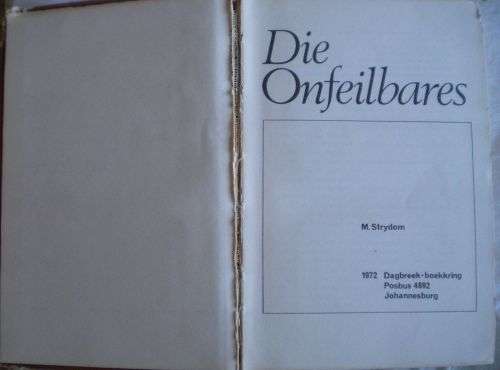 Die
Onfeilbares
M. Strydom
1972 Dagbreek-boekkring
Posbus 4892
Johannesburg